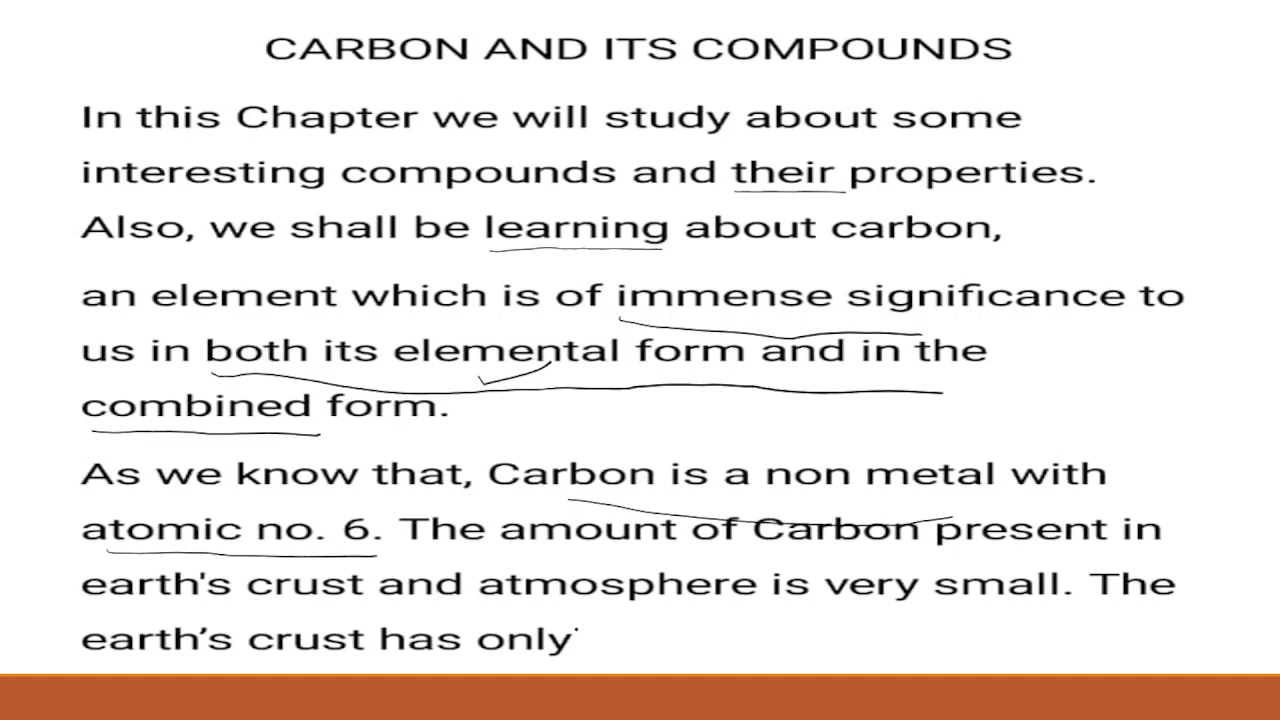 CARBON AND ITS COMPOUNDS
In this Chapter we will study about some
interesting compounds and their properties.
Also, we shall be learning about carbon,
an element which is of immense significance to
us in both its elemental form and in the
combined form.
As we know that, Carbon is a non metal with
atomic no. 6. The amount of Carbon present in
earth's crust and atmosphere is very small. The
earth’s crust has only